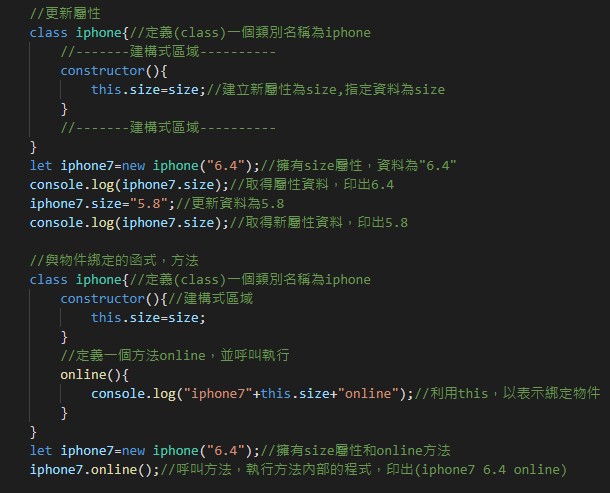 //更新屬性
class iphone{//定義(class)一個類別名稱為iphone
//-------建構式區域----------
constructor(){
this.size=size;//建立新屬性為size,指定資料為size
}
//-------建構式區域----------
}
let iphone7=new iphone("6.4");//擁有size屬性，資料為"6.4"
console.log(iphone7.size);//取得屬性資料，印出6.4
iphone7.size="5.8";//更新資料為5.8
console.log(iphone7.size);//取得新屬性資料，印出5.8
//與物件綁定的函式，方法
class iphone{//定義(class)一個類別名稱為iphone
constructor(){//建構式區域
this.size=size;
}
//定義一個方法online，並呼叫執行
online(){
console.log("iphone7"+this.size+"online");//利用this，以表示綁定物件
}
}
let iphone7=new iphone("6.4");//擁有size屬性和online方法
iphone7.online();//呼叫方法，執行方法內部的程式，印出(iphone7 6.4 online)